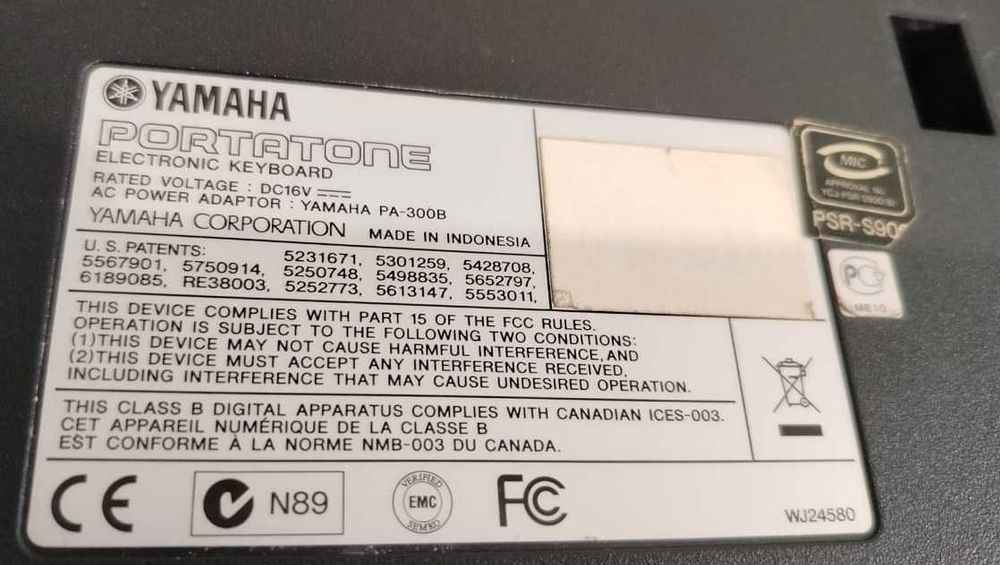 YAMAHA
PORTATONE
ELECTRONIC KEYBOARD
RATED VOLTAGE : DC16V
AC POWER ADAPTOR : YAMAHA PA-300B
YAMAHA CORPORATION MADE IN INDONESIA
U.S. PATENTS: 5231671, 5301259, 5428708,
5567901, 5750914, 5250748, 5498835, 5652797,
6189085, RE38003, 5252773, 5613147, 5553011,
THIS DEVICE COMPLIES WITH PART 15 OF THE FCC RULES.
OPERATION IS SUBJECT TO THE FOLLOWING TWO CONDITIONS:
(1)THIS DEVICE MAY NOT CAUSE HARMFUL INTERFERENCE, AND
(2)THIS DEVICE MUST ACCEPT ANY INTERFERENCE RECEIVED,
INCLUDING INTERFERENCE THAT MAY CAUSE UNDESIRED OPERATION.
THIS CLASS B DIGITAL APPARATUS COMPLIES WITH CANADIAN ICES-003.
CET APPAREIL NUMÉRIQUE DE LA CLASSE B
EST CONFORME À LA NORME NMB-003 DU CANADA.
CE
N89
VERIFIED
EMC
SEMKO
FC
WJ24580
MIC
APPROVAL NO.
PSR-S90
PC
ME10